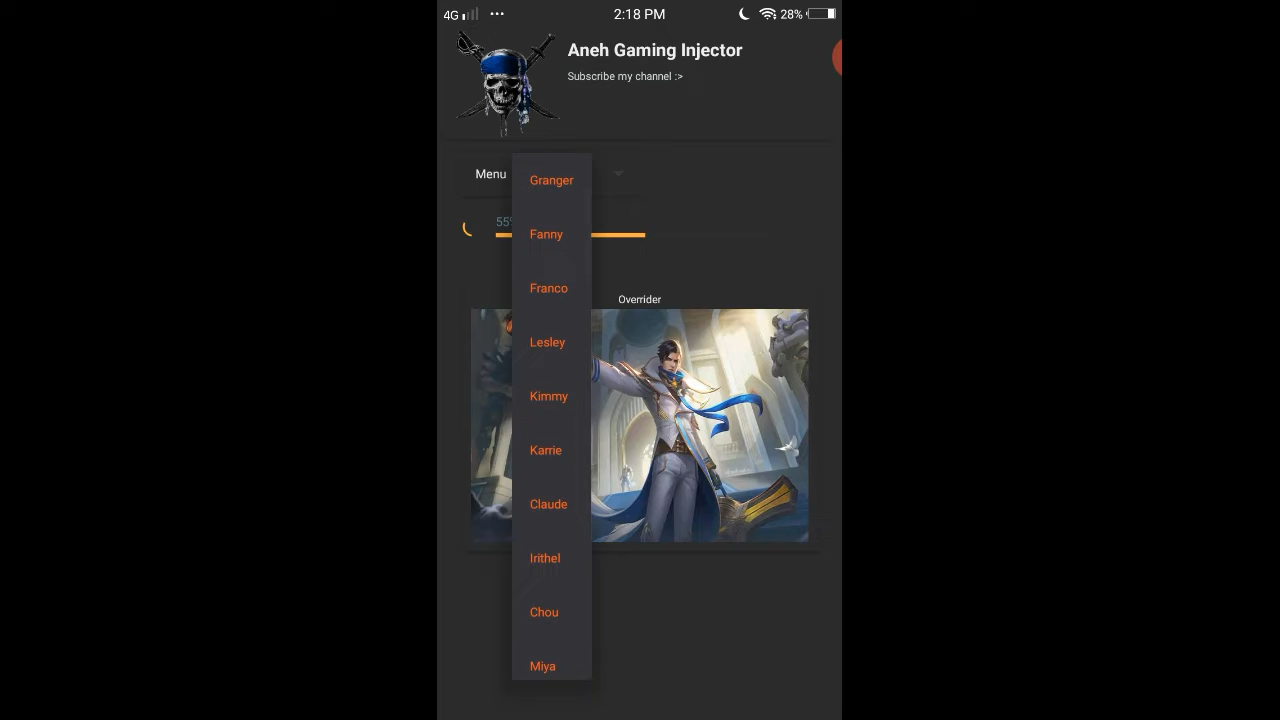 4G ••• 2:18 PM 28%
Aneh Gaming Injector
Subscribe my channel :>
Menu
Granger
55%
Fanny
Franco
Overrider
Lesley
Kimmy
Karrie
Claude
Irithel
Chou
Miya